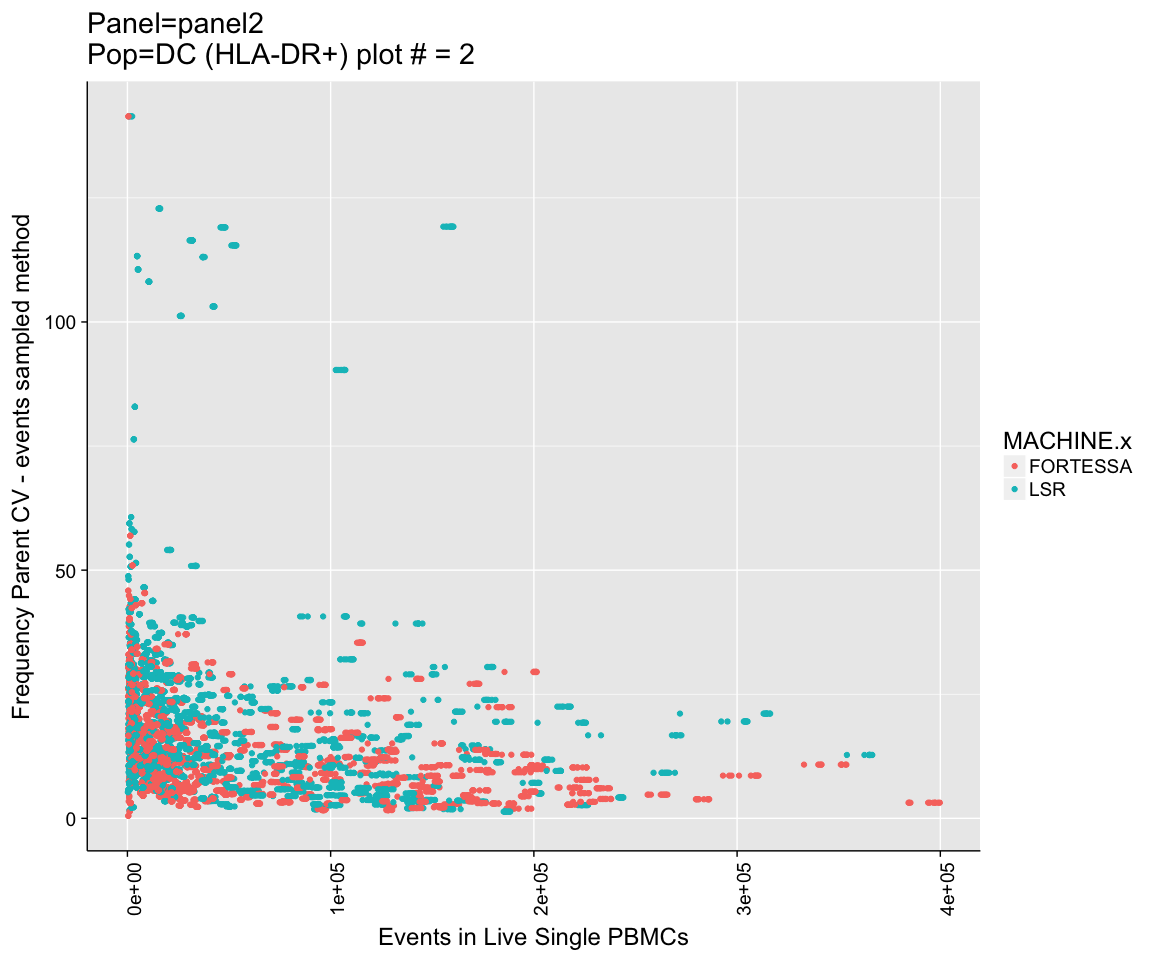 Panel=panel2
Pop=DC (HLA-DR+) plot # = 2
Frequency Parent CV - events sampled method
100
50
0
0e+00
1e+05
2e+05
3e+05
4e+05
Events in Live Single PBMCs
MACHINE.x
FORTESSA
LSR